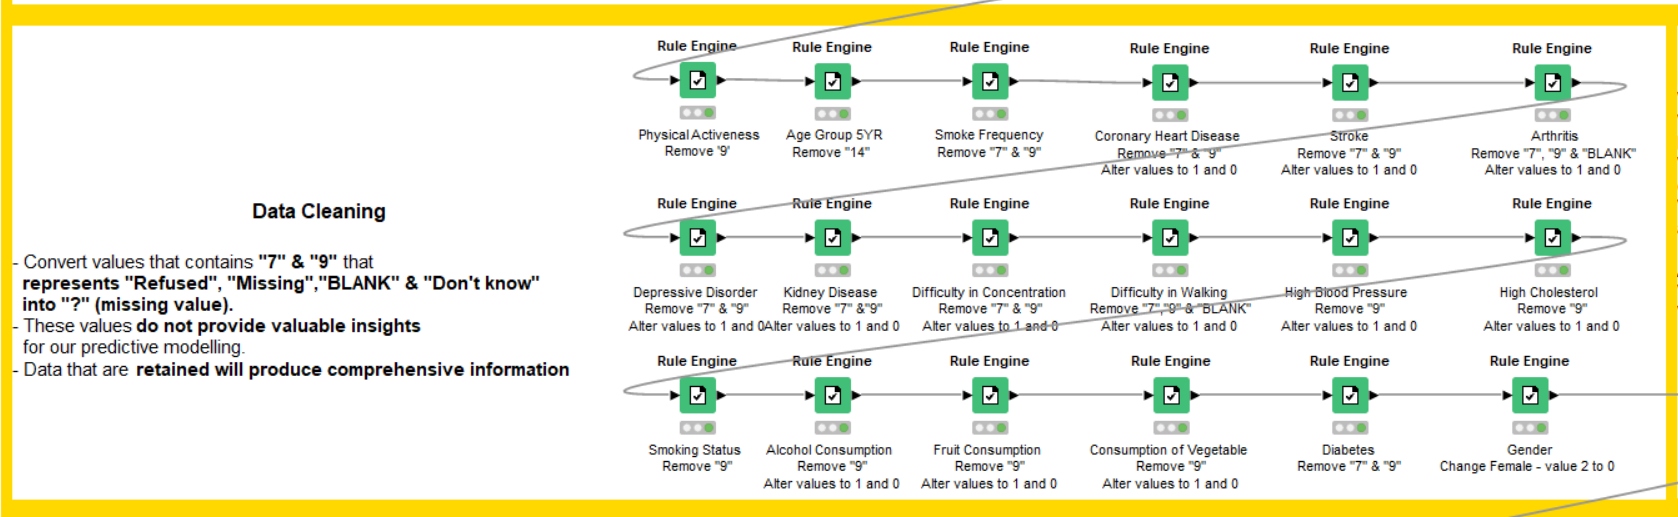 Data Cleaning
- Convert values that contains "7" & "9" that
represents "Refused", "Missing","BLANK" & "Don't know"
into "?" (missing value).
- These values do not provide valuable insights
for our predictive modelling.
- Data that are retained will produce comprehensive information
Rule Engine
Physical Activeness
Remove '9'
Rule Engine
Age Group 5YR
Remove "14"
Rule Engine
Smoke Frequency
Remove "7" & "9"
Rule Engine
Coronary Heart Disease
Remove "7" & "9"
Alter values to 1 and 0
Rule Engine
Stroke
Remove "7" & "9"
Alter values to 1 and 0
Rule Engine
Arthritis
Remove "7", "9" & "BLANK"
Alter values to 1 and 0
Rule Engine
Depressive Disorder
Remove "7" & "9"
Alter values to 1 and 0
Rule Engine
Kidney Disease
Remove "7" &"9"
Alter values to 1 and 0
Rule Engine
Difficulty in Concentration
Remove "7" & "9"
Alter values to 1 and 0
Rule Engine
Difficulty in Walking
Remove "7","9" & "BLANK"
Alter values to 1 and 0
Rule Engine
High Blood Pressure
Remove "9"
Alter values to 1 and 0
Rule Engine
High Cholesterol
Remove "9"
Alter values to 1 and 0
Rule Engine
Smoking Status
Remove "9"
Rule Engine
Alcohol Consumption
Remove "9"
Alter values to 1 and 0
Rule Engine
Fruit Consumption
Remove "9"
Alter values to 1 and 0
Rule Engine
Consumption of Vegetable
Remove "9"
Alter values to 1 and 0
Rule Engine
Diabetes
Remove "7" & "9"
Rule Engine
Gender
Change Female - value 2 to 0